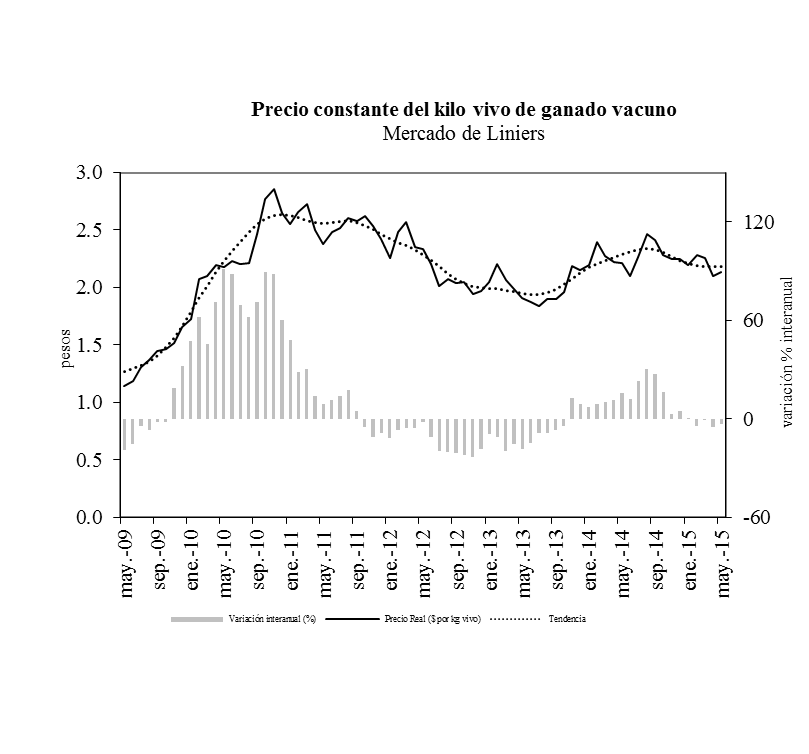 Precio constante del kilo vivo de ganado vacuno
Mercado de Liniers
3.0
2.5
2.0
1.5
1.0
0.5
0.0
pesos
120
60
0
-60
variación % interanual
may.-09
sep.-09
ene.-10
may.-10
sep.-10
ene.-11
may.-11
sep.-11
ene.-12
may.-12
sep.-12
ene.-13
may.-13
sep.-13
ene.-14
may.-14
sep.-14
ene.-15
may.-15
Variación interanual (%)
Precio Real ($ por kg vivo)
Tendencia